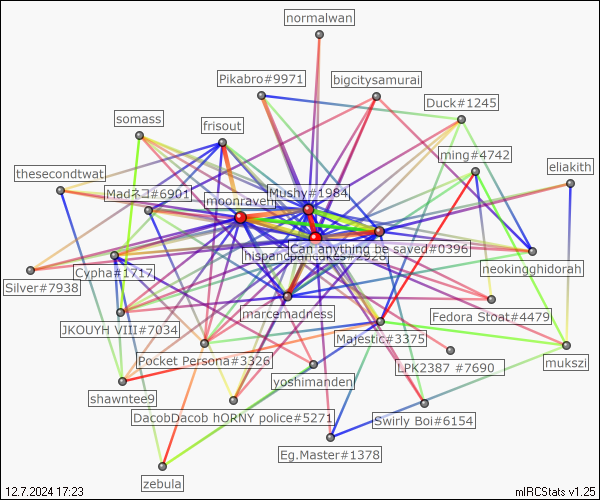 normalwan
Pikabro#9971
bigcitysamurai
Duck#1245
somass
frisout
ming#4742
eliakith
thesecondtwat
Madネコ#6901
Mushy#1984
moonraveh
Can anything be saved#0396
hispanopancakes#2928
neokingghidorah
Cypha#1717
Silver#7938
marcemadness
Fedora Stoat#4479
JKOUYH VIII#7034
Majestic#3375
Pocket Persona#3326
LPK2387 #7690
mukszi
yoshimanden
shawntee9
DacobDacob hORNY police#5271
Swirly Boi#6154
Eg.Master#1378
zebula
12.7.2024 17:23
mIRCStats v1.25